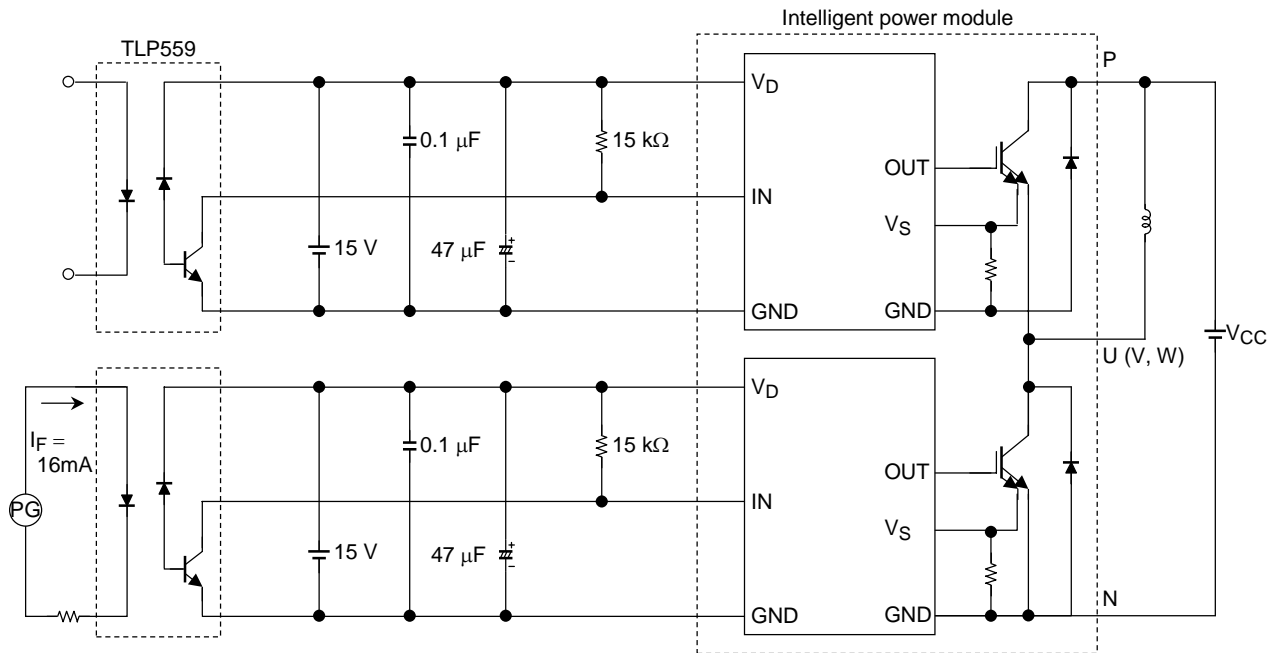 Intelligent power module
TLP559
P
V_D
0.1 μF
15 kΩ
OUT
IN
V_S
15 V
47 μF
+
−
GND
GND
U (V, W)
V_CC
V_D
I_F =
16mA
0.1 μF
15 kΩ
OUT
PG
IN
V_S
15 V
47 μF
+
−
N
GND
GND